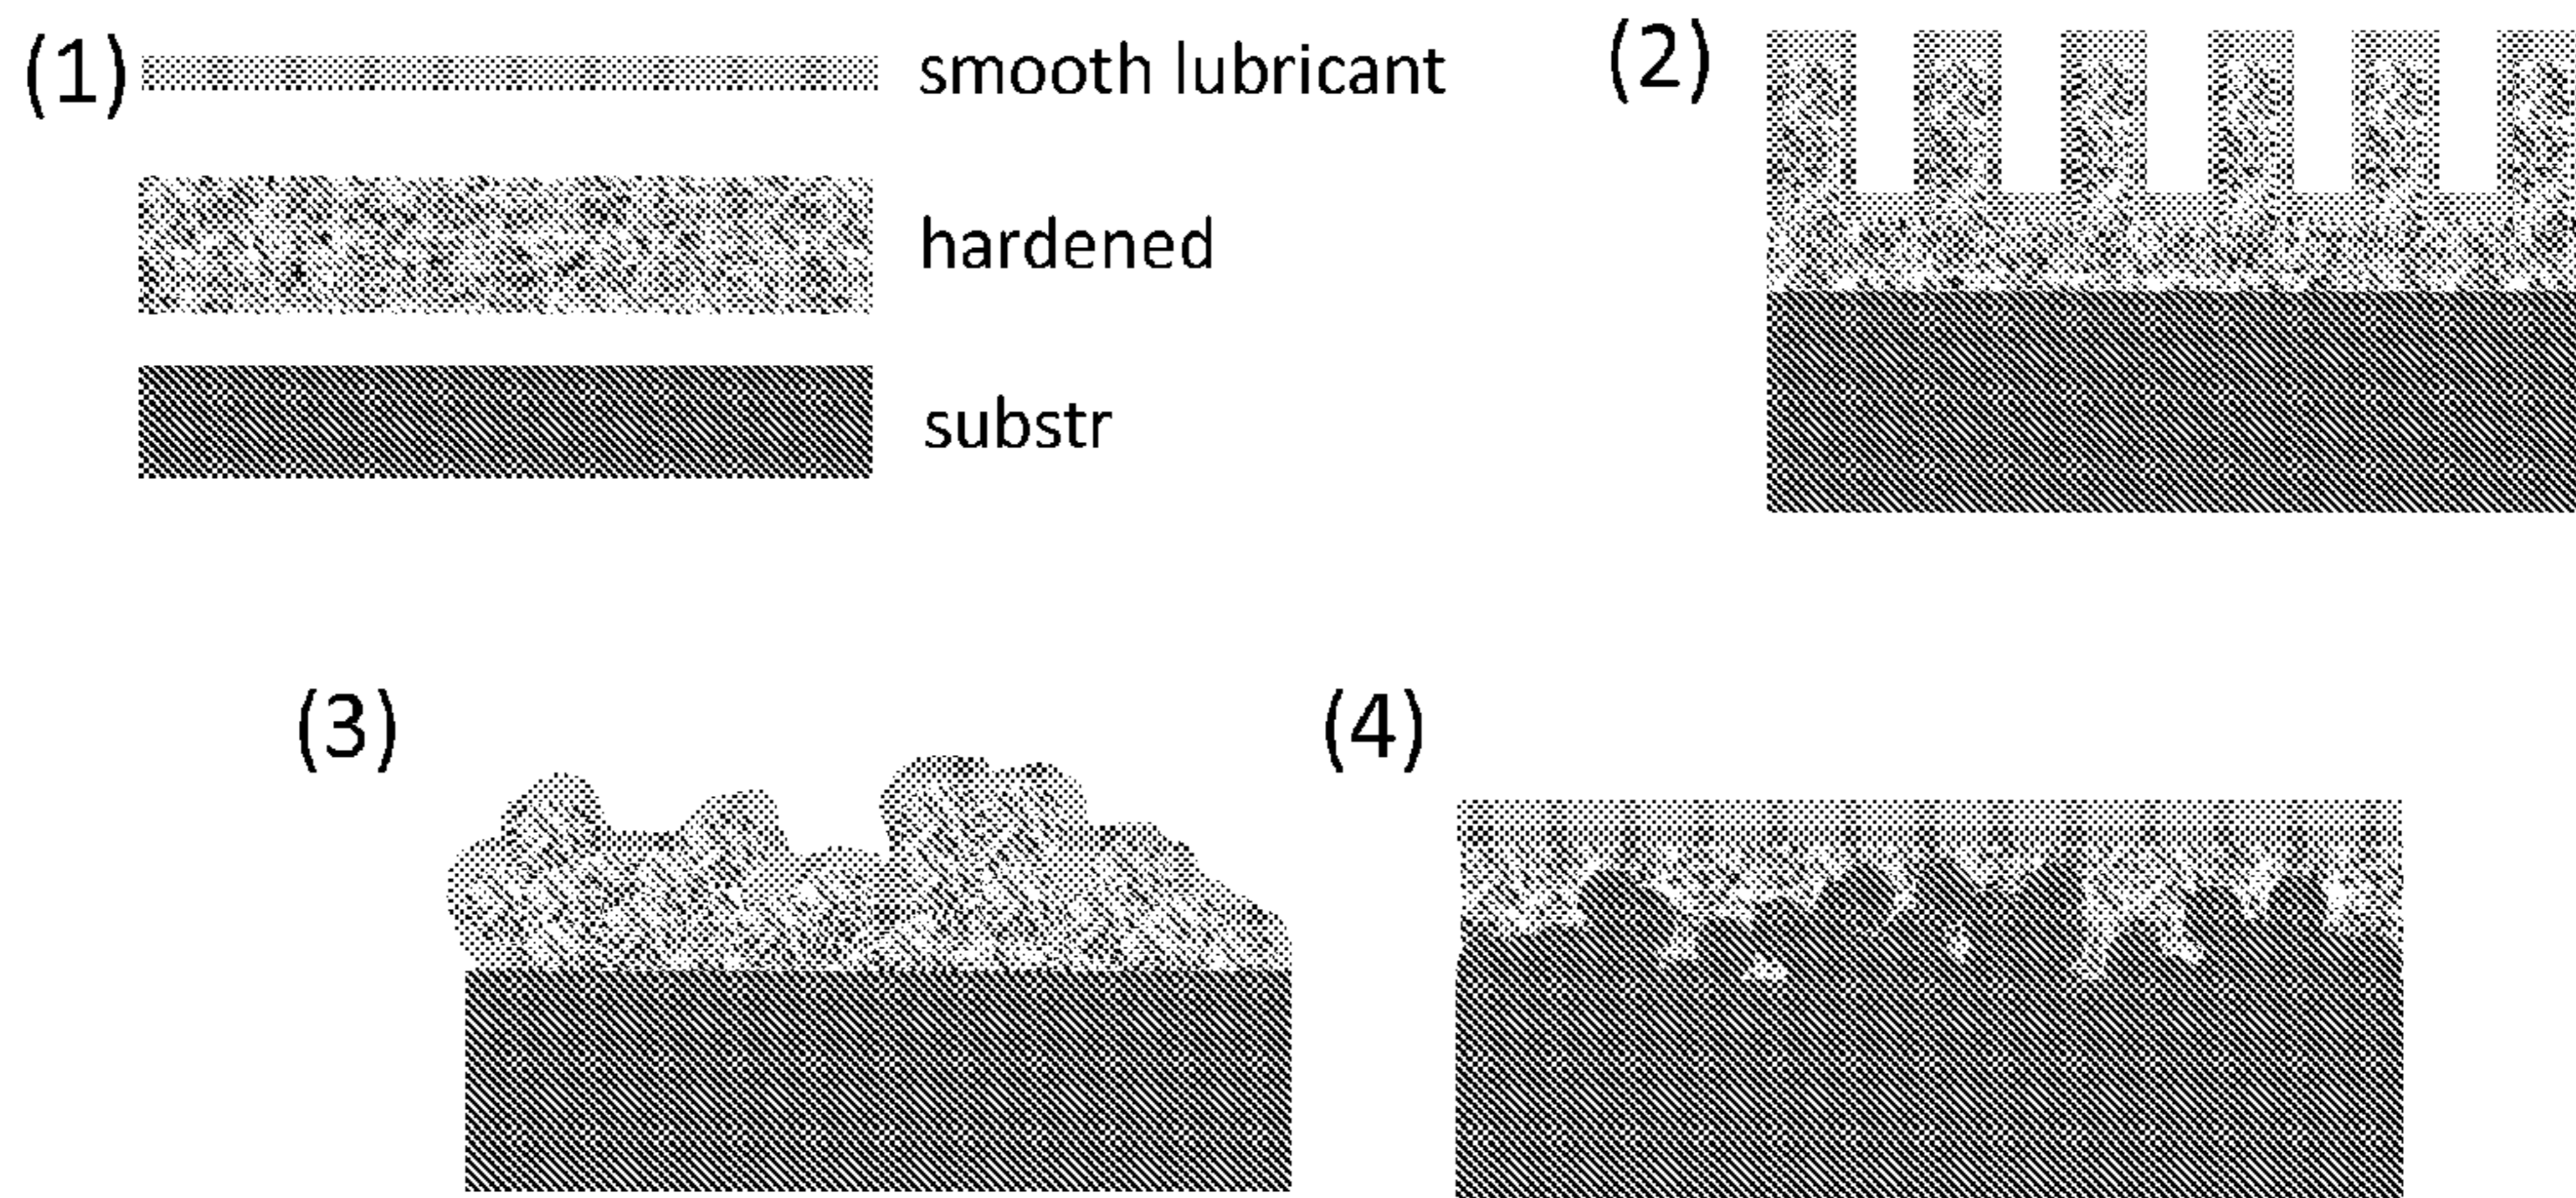 (1)
smooth lubricant
hardened
substr
(2)
(3)
(4)